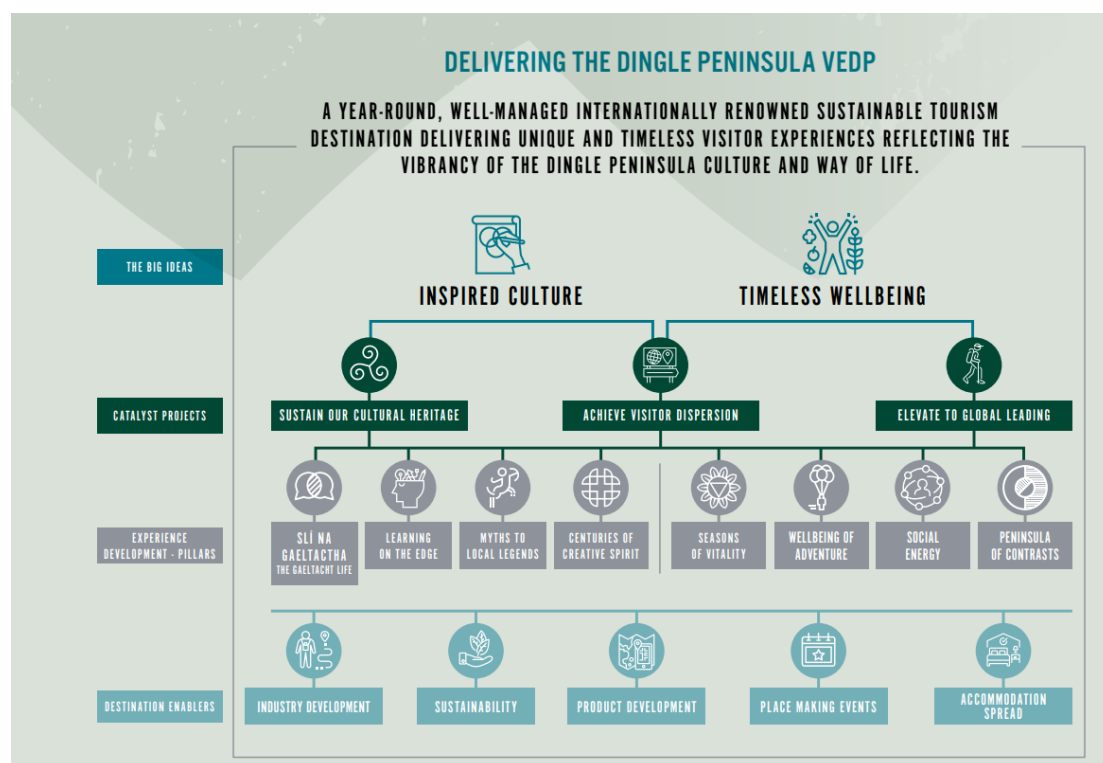 DELIVERING THE DINGLE PENINSULA VEDP
A YEAR-ROUND, WELL-MANAGED INTERNATIONALLY RENOWNED SUSTAINABLE TOURISM
DESTINATION DELIVERING UNIQUE AND TIMELESS VISITOR EXPERIENCES REFLECTING THE
VIBRANCY OF THE DINGLE PENINSULA CULTURE AND WAY OF LIFE.
THE BIG IDEAS
INSPIRED CULTURE
TIMELESS WELLBEING
CATALYST PROJECTS
SUSTAIN OUR CULTURAL HERITAGE
ACHIEVE VISITOR DISPERSION
ELEVATE TO GLOBAL LEADING
EXPERIENCE
DEVELOPMENT - PILLARS
SLÍ NA
GAELTACTHA
THE GAELTACHT LIFE
LEARNING
ON THE EDGE
MYTHS TO
LOCAL LEGENDS
CENTURIES OF
CREATIVE SPIRIT
SEASONS
OF VITALITY
WELLBEING OF
ADVENTURE
SOCIAL
ENERGY
PENINSULA
OF CONTRASTS
DESTINATION ENABLERS
INDUSTRY DEVELOPMENT
SUSTAINABILITY
PRODUCT DEVELOPMENT
PLACE MAKING EVENTS
ACCOMMODATION
SPREAD